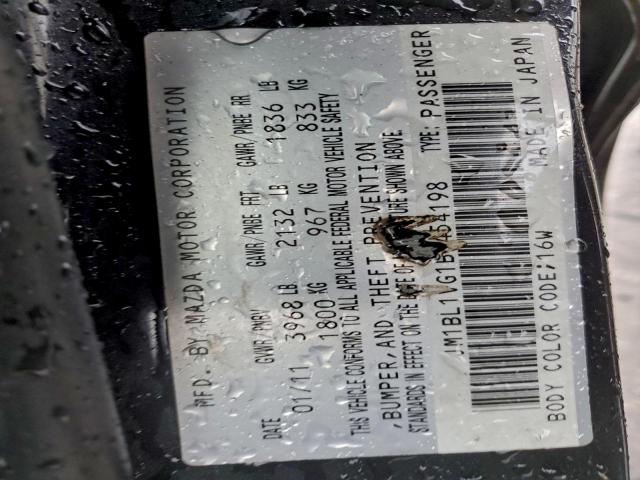 MFD. BY MAZDA MOTOR CORPORATION
DATE GVWR/PNBV GAWR/PNBE FRT GAWR/PNBE RR
01/11 3968 LB 2132 LB 1836 LB
1800 KG 967 KG 833 KG
THIS VEHICLE CONFORMS TO ALL APPLICABLE FEDERAL MOTOR VEHICLE SAFETY
,BUMPER,AND THEFT PREVENTION
STANDARDS IN EFFECT ON THE DATE OF SHOWN ABOVE.
JM1BL1VG1B 454198 TYPE: PASSENGER
BODY COLOR CODE:16W MADE IN JAPAN